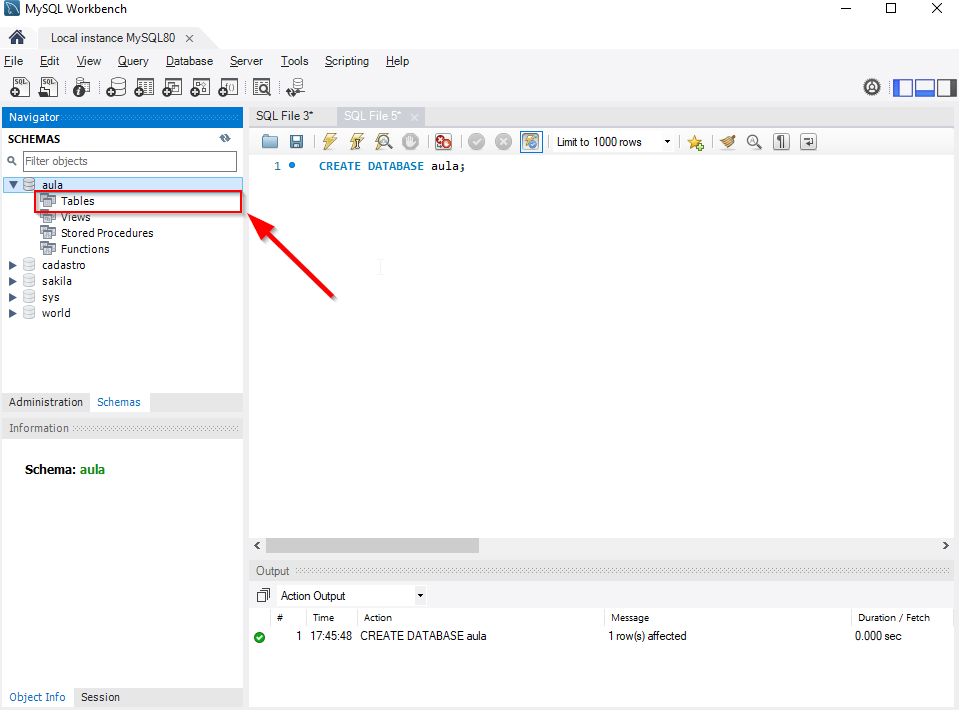 MySQL Workbench
Local instance MySQL80
File Edit View Query Database Server Tools Scripting Help
Navigator
SCHEMAS
Filter objects
aula
Tables
Views
Stored Procedures
Functions
cadastro
sakila
sys
world
Administration Schemas
Information
Schema: aula
Object Info Session
SQL File 3* SQL File 5*
Limit to 1000 rows
1 CREATE DATABASE aula;
Output
Action Output
# Time Action Message Duration / Fetch
1 17:45:48 CREATE DATABASE aula 1 row(s) affected 0.000 sec